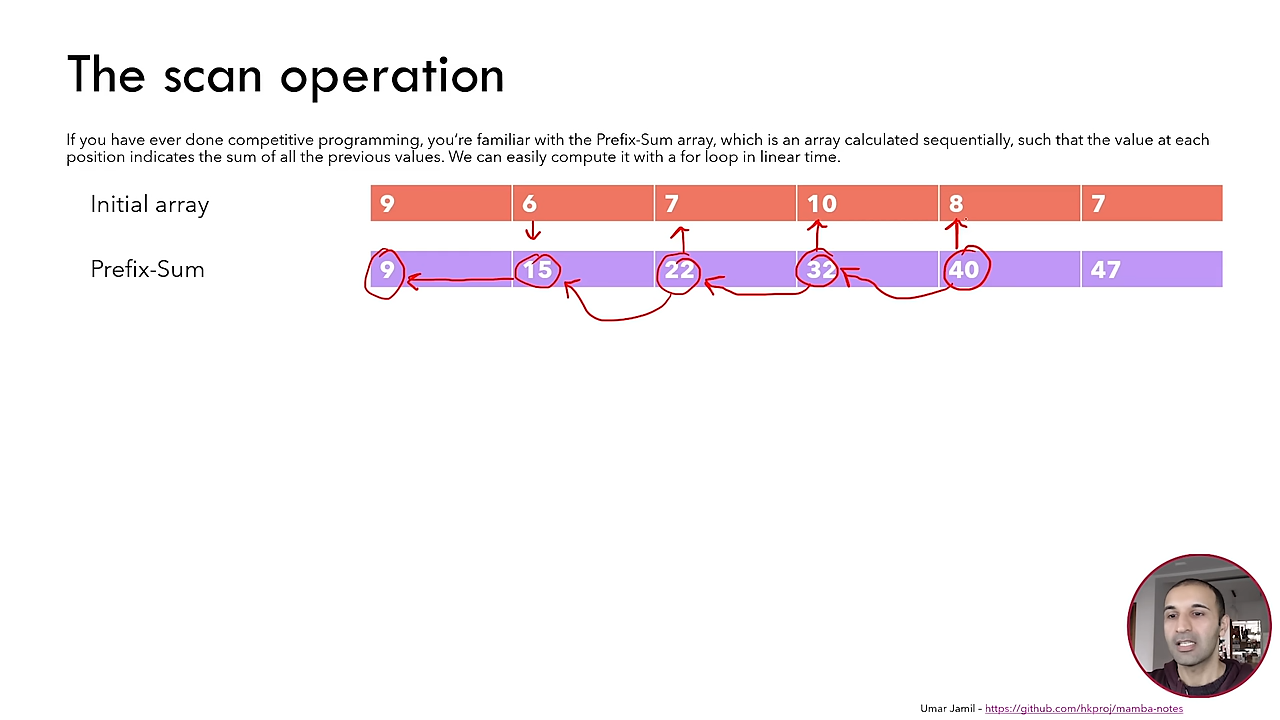 The scan operation
If you have ever done competitive programming, you're familiar with the Prefix-Sum array, which is an array calculated sequentially, such that the value at each
position indicates the sum of all the previous values. We can easily compute it with a for loop in linear time.
Initial array 9 6 7 10 8 7
Prefix-Sum 9 15 22 32 40 47
Umar Jamil – https://github.com/hkproj/mamba-notes